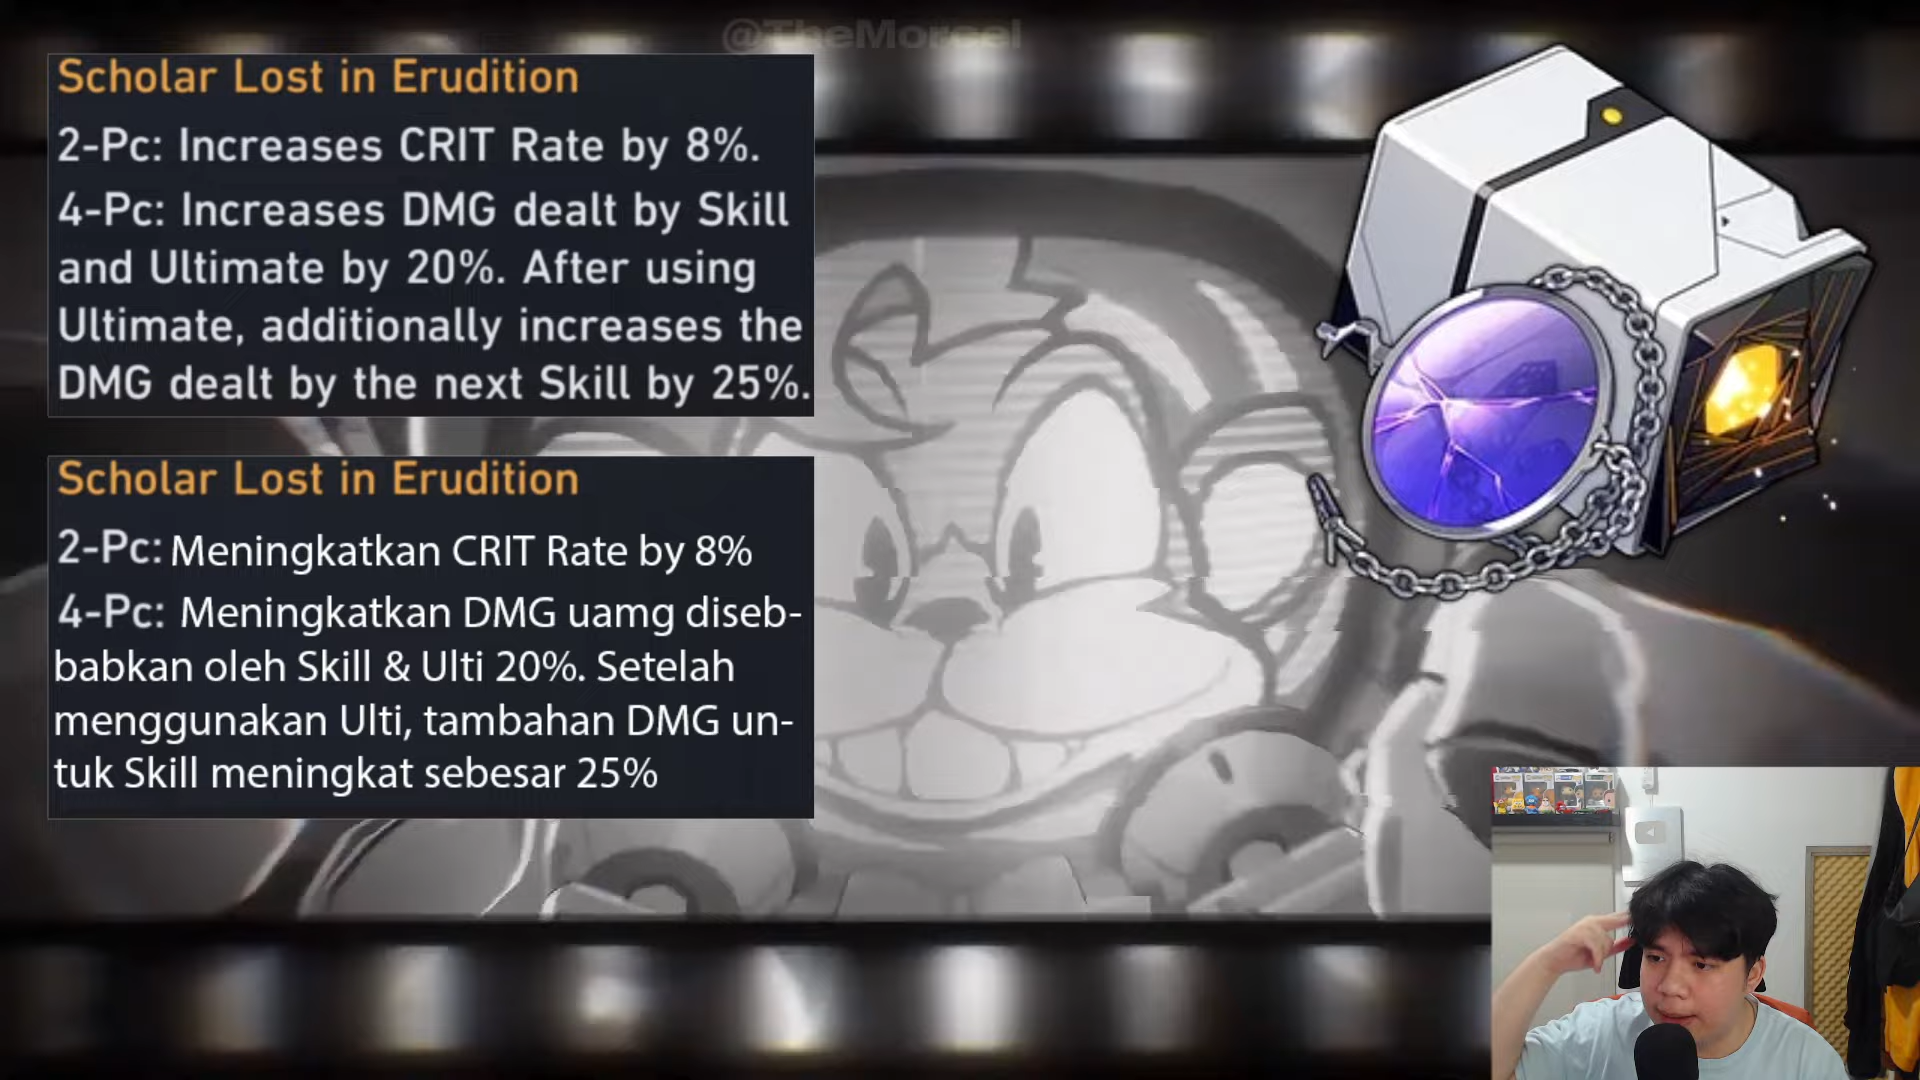 @TheMorcel
Scholar Lost in Erudition
2-Pc: Increases CRIT Rate by 8%.
4-Pc: Increases DMG dealt by Skill
and Ultimate by 20%. After using
Ultimate, additionally increases the
DMG dealt by the next Skill by 25%.
Scholar Lost in Erudition
2-Pc: Meningkatkan CRIT Rate by 8%
4-Pc: Meningkatkan DMG uamg diseb-
babkan oleh Skill & Ulti 20%. Setelah
menggunakan Ulti, tambahan DMG un-
tuk Skill meningkat sebesar 25%